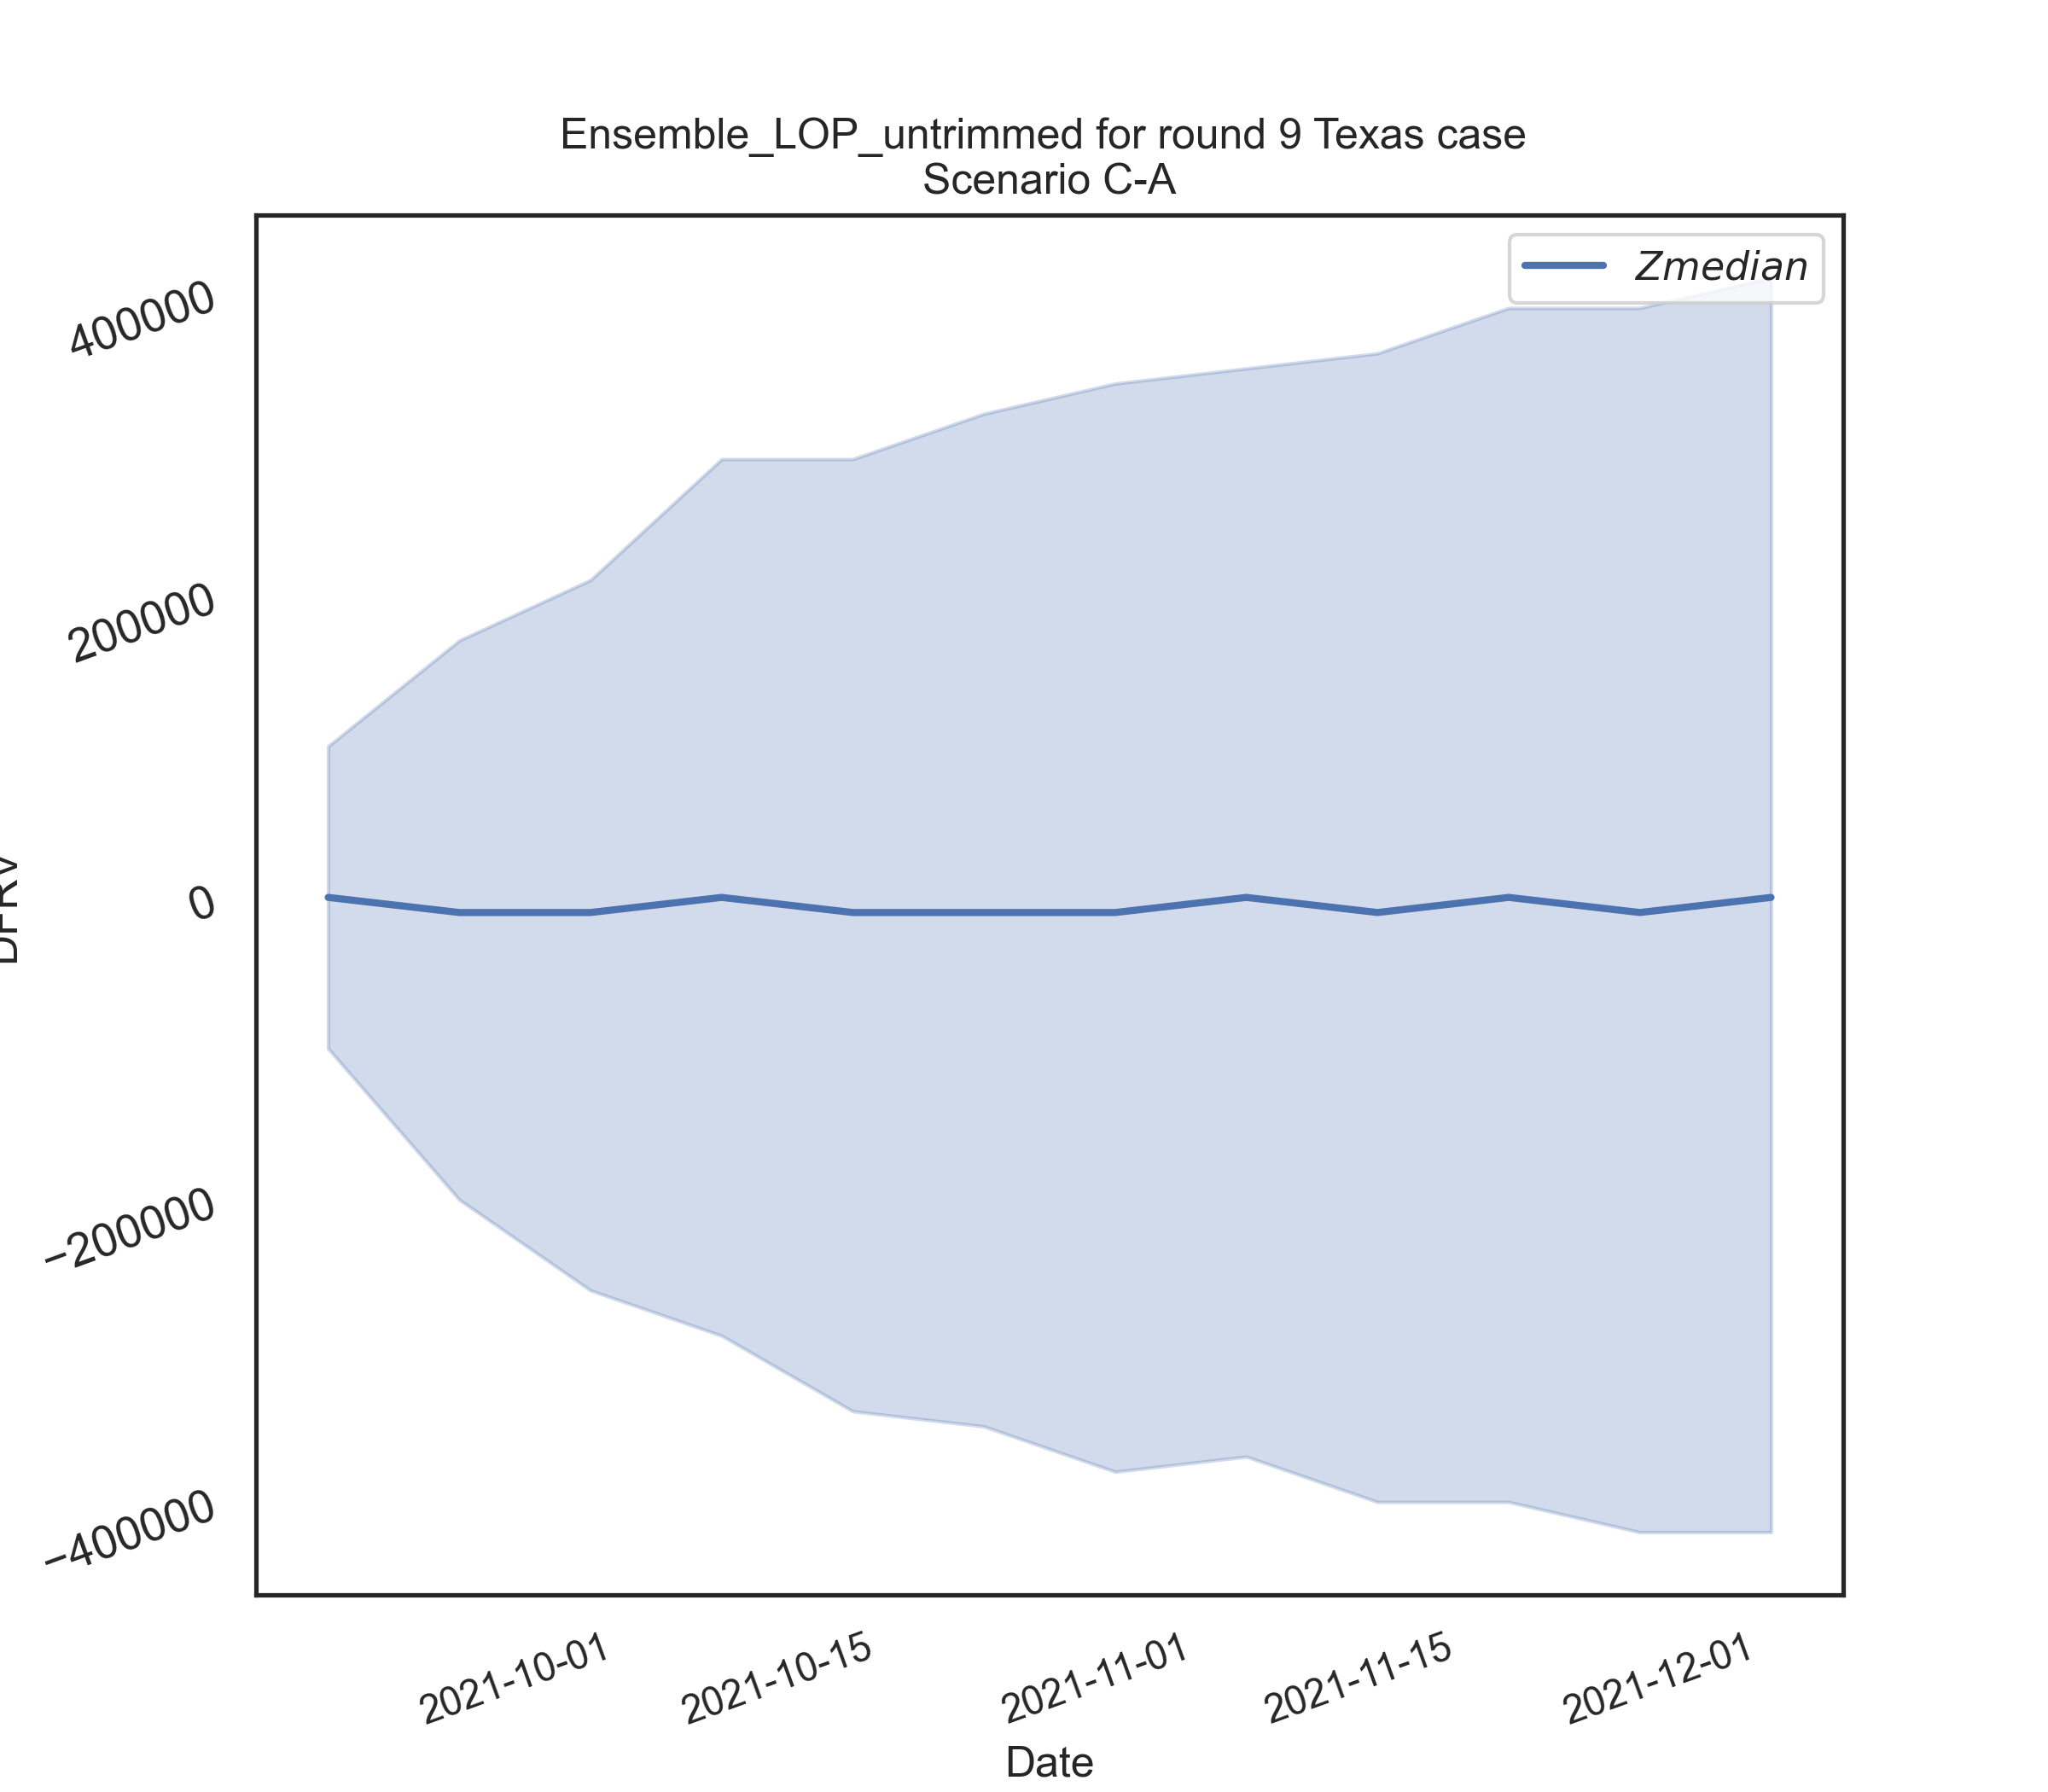 Ensemble_LOP_untrimmed for round 9 Texas case
Scenario C-A
Zmedian
400000
200000
0
−200000
−400000
2021-10-01
2021-10-15
2021-11-01
2021-11-15
2021-12-01
Date